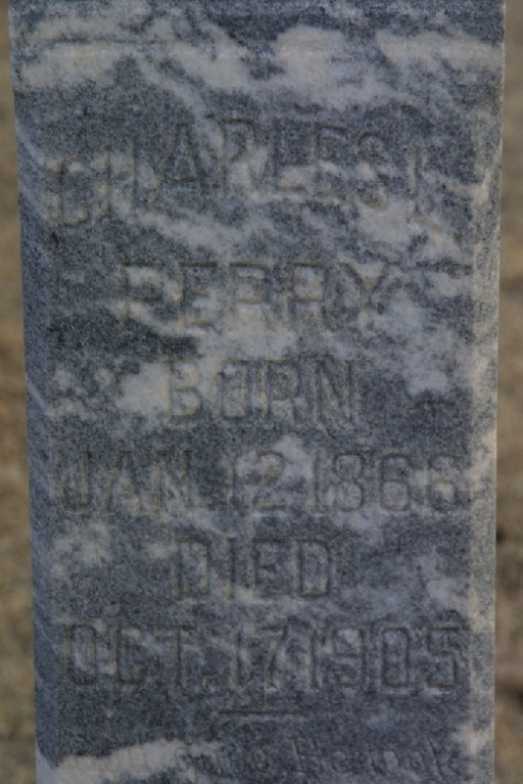 CHARLES L.
PERRY
BORN
JAN. 12 1866
DIED
OCT. 17 1905